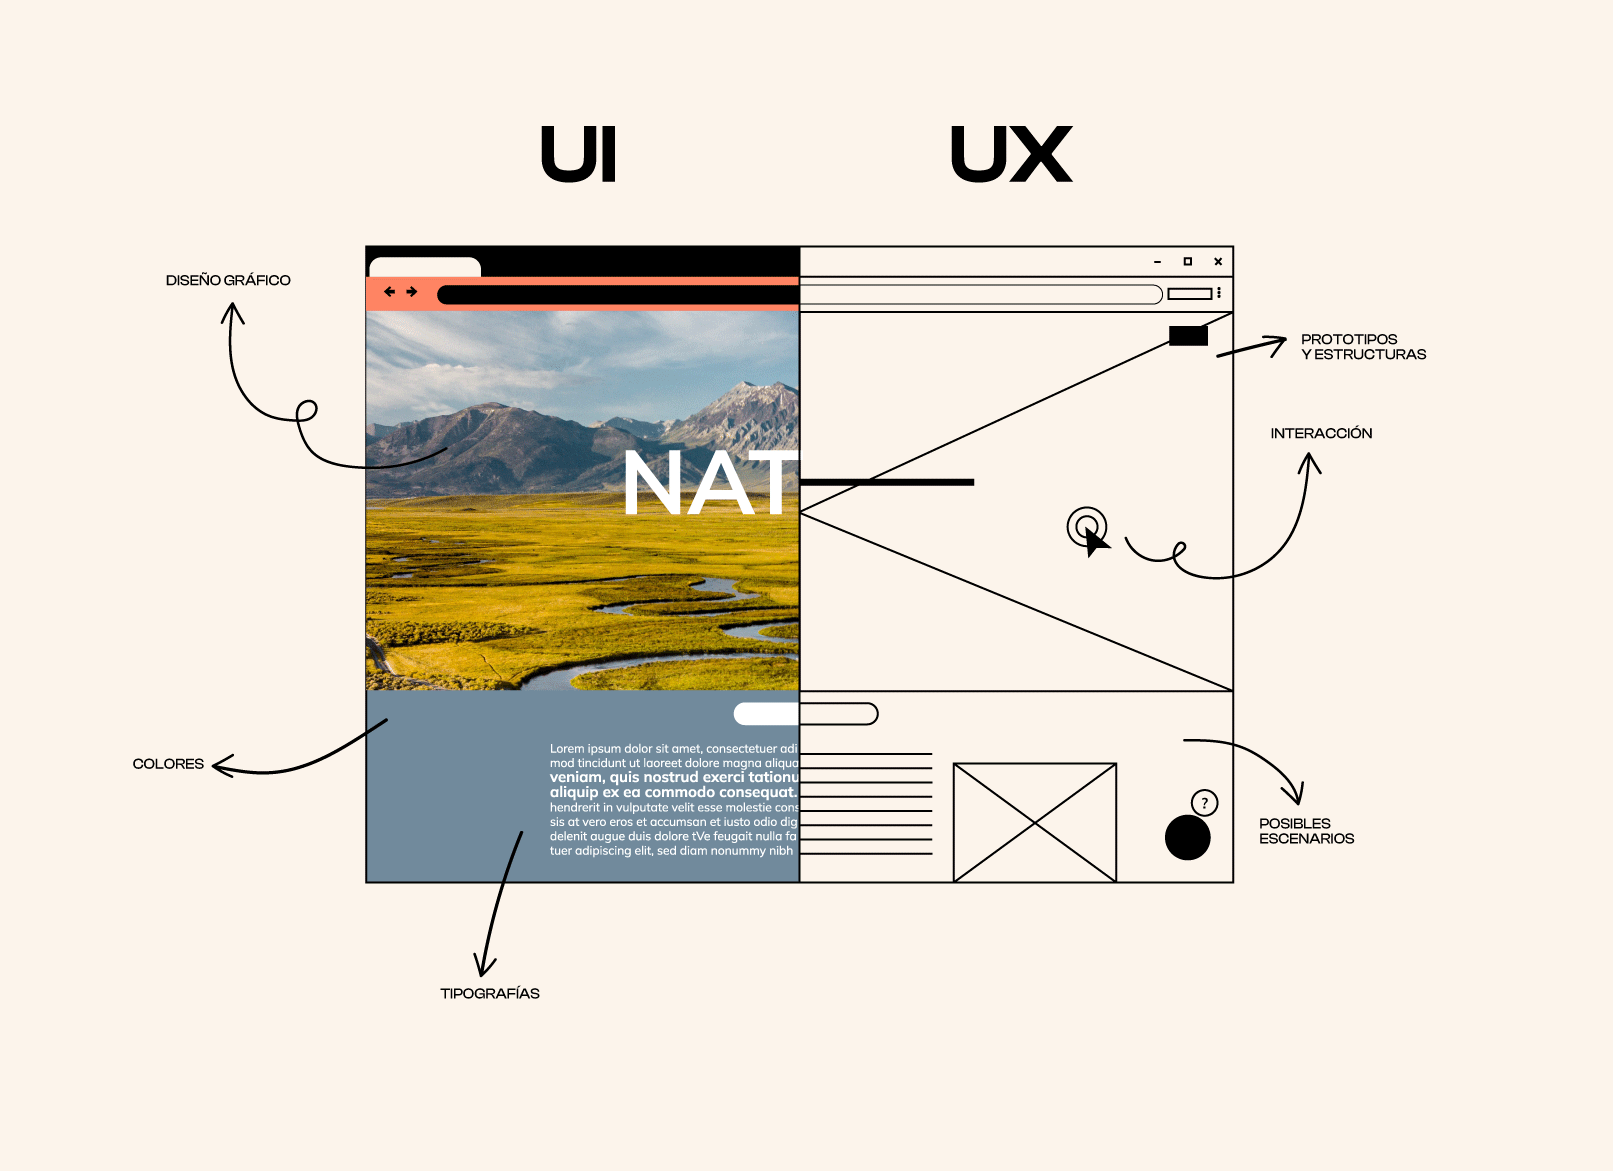 UI
UX
DISEÑO GRÁFICO
PROTOTIPOS
Y ESTRUCTURAS
INTERACCIÓN
NAT
COLORES
Lorem ipsum dolor sit amet, consectetuer adi
mod tincidunt ut laoreet dolore magna aliqua
veniam, quis nostrud exerci tationu
aliquip ex ea commodo consequat.
hendrerit in vulputate velit esse molestie cons
sis at vero eros et accumsan et iusto odio dig
delenit augue duis dolore tVe feugait nulla fa
tuer adipiscing elit, sed diam nonummy nibh
?
POSIBLES
ESCENARIOS
TIPOGRAFÍAS